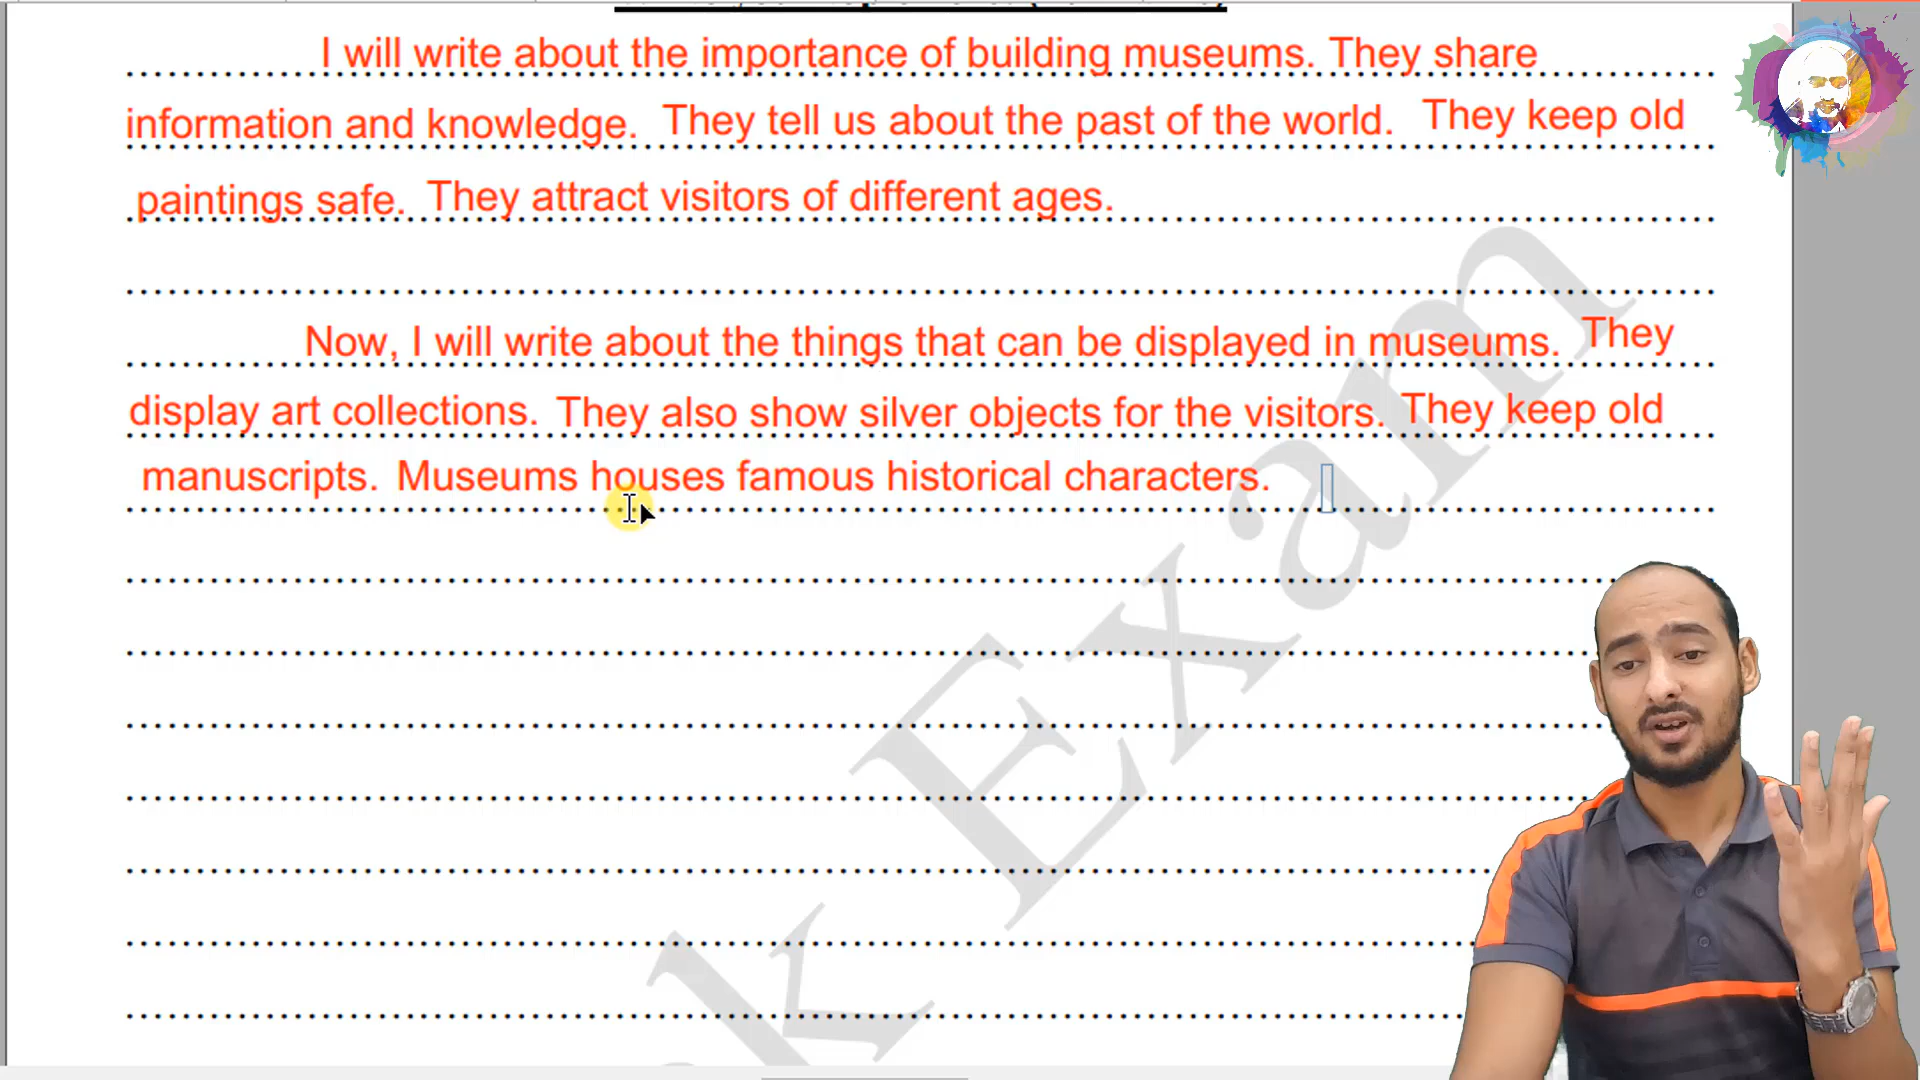 I will write about the importance of building museums. They share
information and knowledge. They tell us about the past of the world. They keep old
paintings safe. They attract visitors of different ages.
Now, I will write about the things that can be displayed in museums. They
display art collections. They also show silver objects for the visitors. They keep old
manuscripts. Museums houses famous historical characters.
k Exam